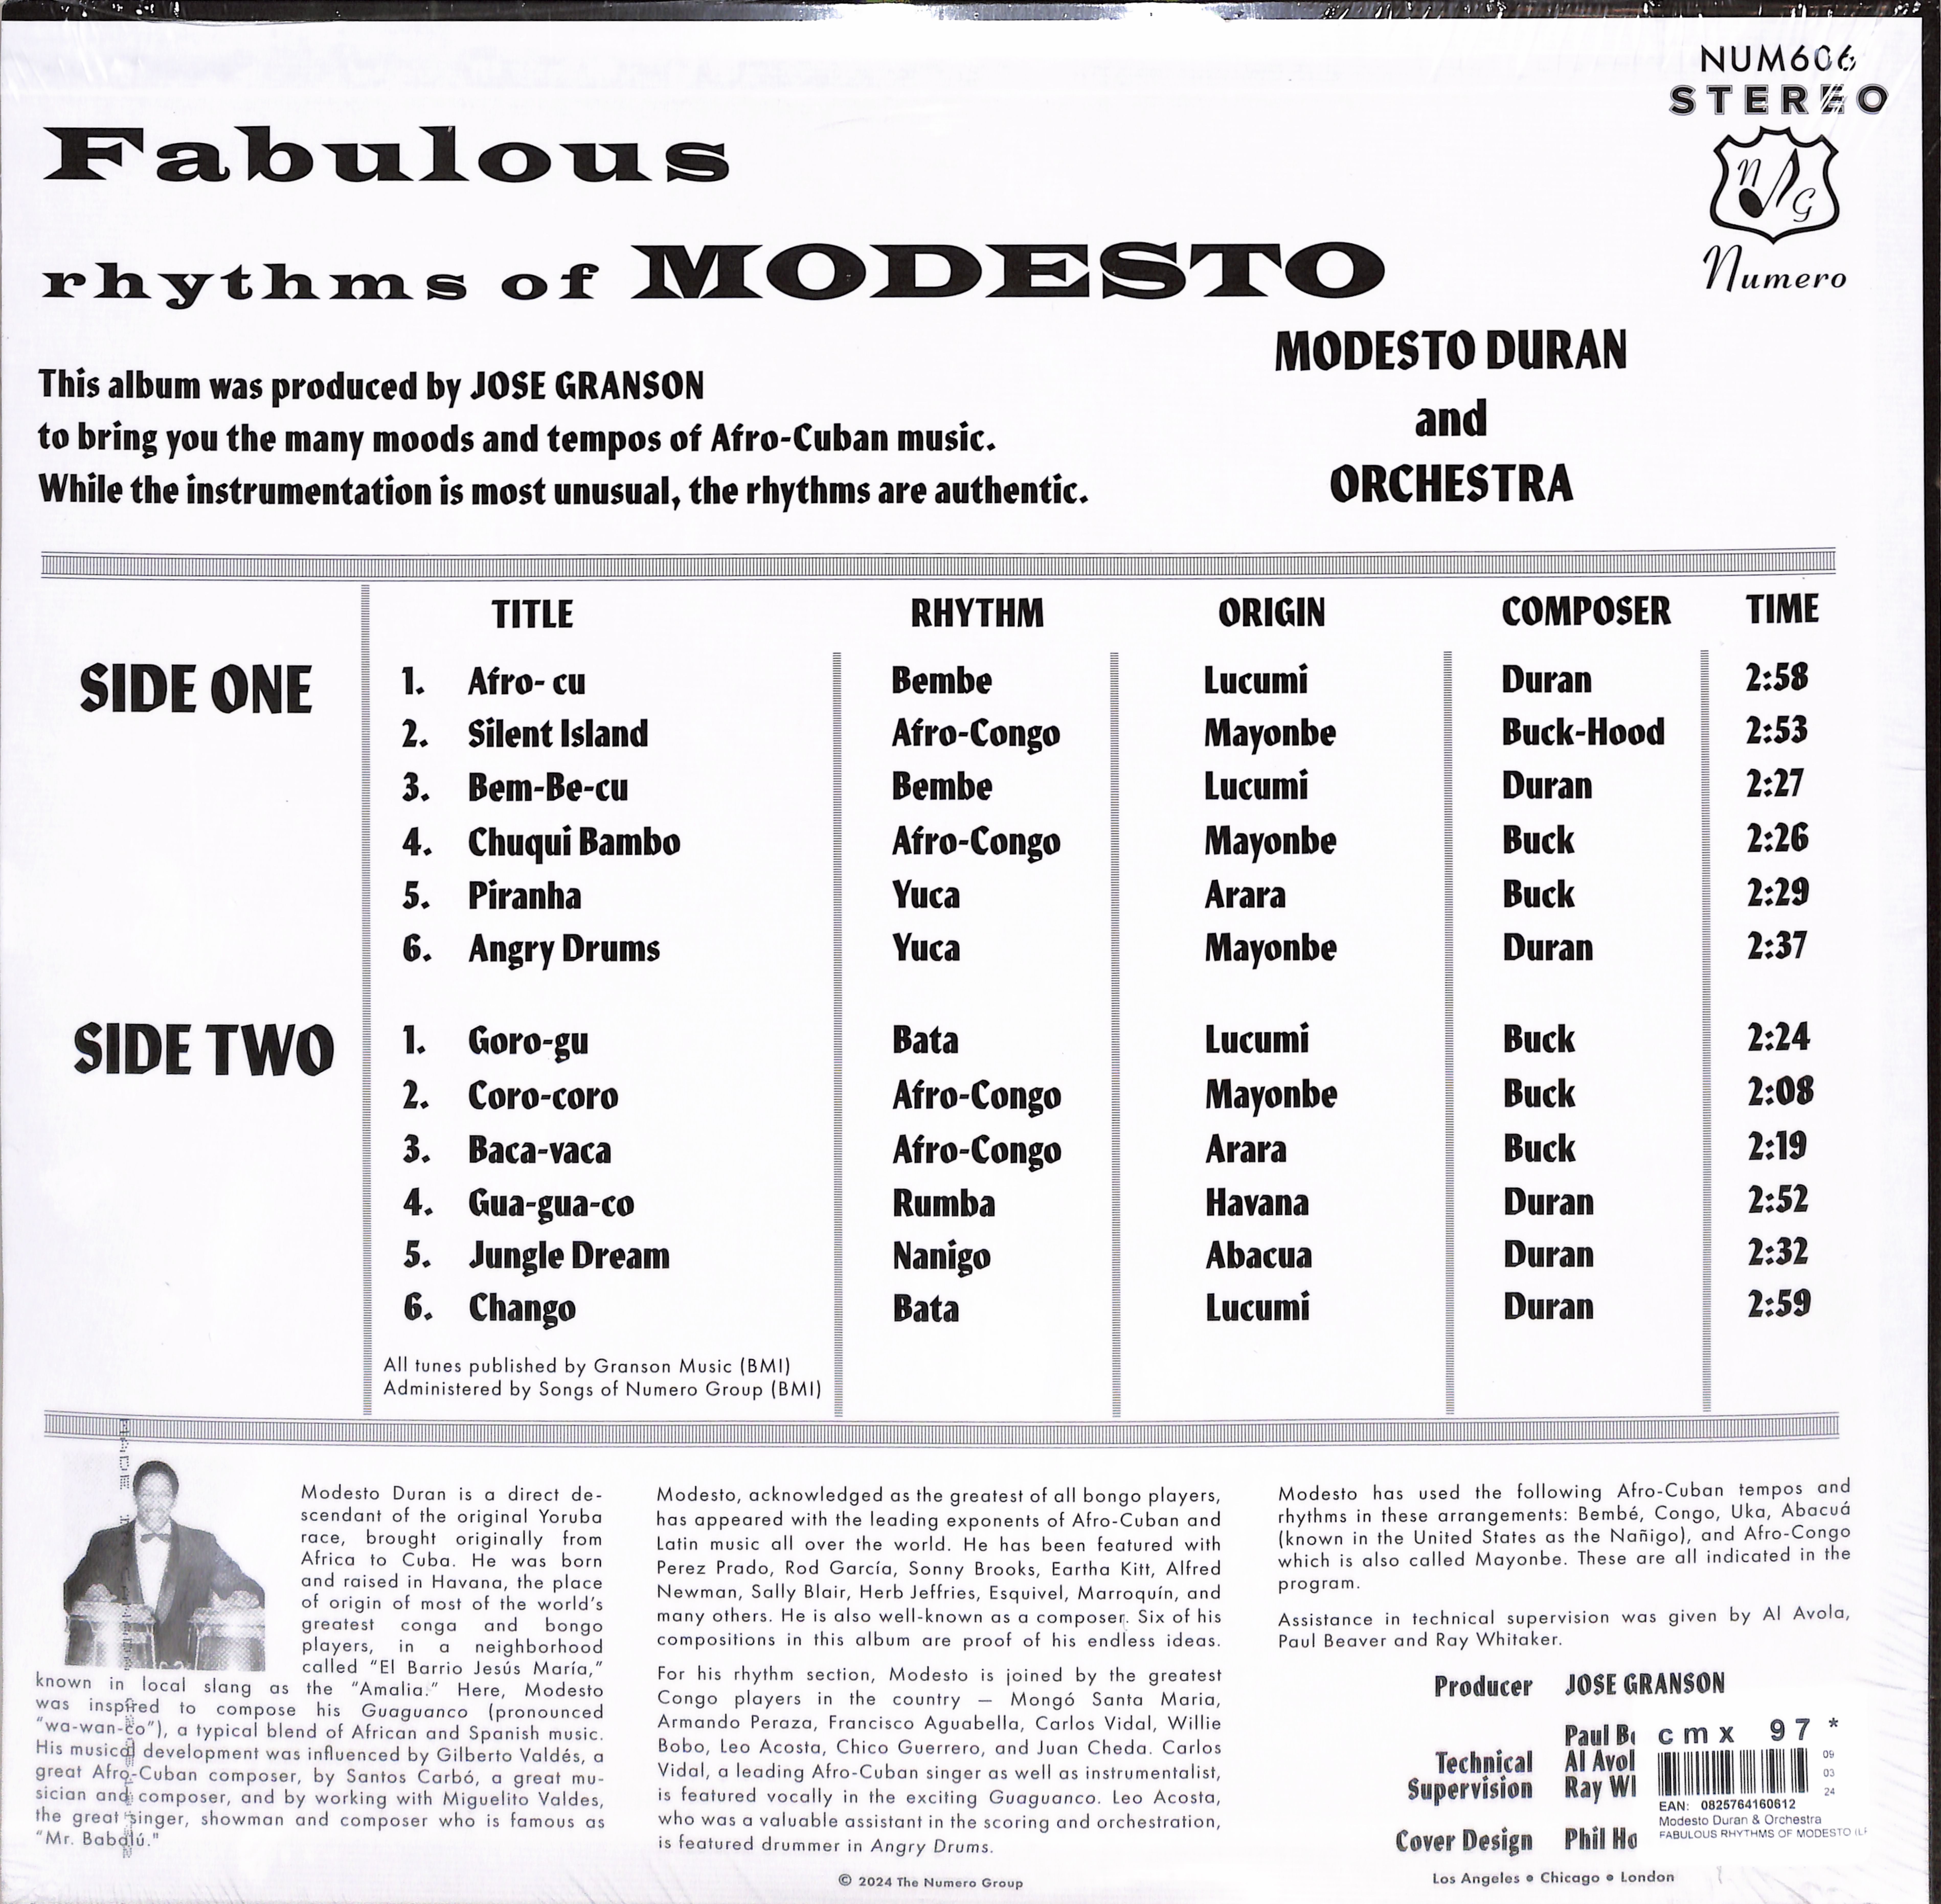 NUM606
STEREO
n G
Numero
Fabulous
rhythms of MODESTO
MODESTO DURAN
and
ORCHESTRA
This album was produced by JOSE GRANSON
to bring you the many moods and tempos of Afro-Cuban music.
While the instrumentation is most unusual, the rhythms are authentic.
TITLE RHYTHM ORIGIN COMPOSER TIME
SIDE ONE
1. Afro- cu Bembe Lucumi Duran 2:58
2. Silent Island Afro-Congo Mayonbe Buck-Hood 2:53
3. Bem-Be-cu Bembe Lucumi Duran 2:27
4. Chuqui Bambo Afro-Congo Mayonbe Buck 2:26
5. Piranha Yuca Arara Buck 2:29
6. Angry Drums Yuca Mayonbe Duran 2:37
SIDE TWO
1. Goro-gu Bata Lucumi Buck 2:24
2. Coro-coro Afro-Congo Mayonbe Buck 2:08
3. Baca-vaca Afro-Congo Arara Buck 2:19
4. Gua-gua-co Rumba Havana Duran 2:52
5. Jungle Dream Nanigo Abacua Duran 2:32
6. Chango Bata Lucumi Duran 2:59
All tunes published by Granson Music (BMI)
Administered by Songs of Numero Group (BMI)
Modesto Duran is a direct de-
scendant of the original Yoruba
race, brought originally from
Africa to Cuba. He was born
and raised in Havana, the place
of origin of most of the world's
greatest conga and bongo
players, in a neighborhood
called "El Barrio Jesús María,"
known in local slang as the "Amalia." Here, Modesto
was inspired to compose his Guaguanco (pronounced
"wa-wan-co"), a typical blend of African and Spanish music.
His musical development was influenced by Gilberto Valdés, a
great Afro-Cuban composer, by Santos Carbó, a great mu-
sician and composer, and by working with Miguelito Valdes,
the great singer, showman and composer who is famous as
"Mr. Babalú."
Modesto, acknowledged as the greatest of all bongo players,
has appeared with the leading exponents of Afro-Cuban and
Latin music all over the world. He has been featured with
Perez Prado, Rod García, Sonny Brooks, Eartha Kitt, Alfred
Newman, Sally Blair, Herb Jeffries, Esquivel, Marroquín, and
many others. He is also well-known as a composer. Six of his
compositions in this album are proof of his endless ideas.
For his rhythm section, Modesto is joined by the greatest
Congo players in the country — Mongó Santa Maria,
Armando Peraza, Francisco Aguabella, Carlos Vidal, Willie
Bobo, Leo Acosta, Chico Guerrero, and Juan Cheda. Carlos
Vidal, a leading Afro-Cuban singer as well as instrumentalist,
is featured vocally in the exciting Guaguanco. Leo Acosta,
who was a valuable assistant in the scoring and orchestration,
is featured drummer in Angry Drums.
Modesto has used the following Afro-Cuban tempos and
rhythms in these arrangements: Bembé, Congo, Uka, Abacuá
(known in the United States as the Nañigo), and Afro-Congo
which is also called Mayonbe. These are all indicated in the
program.
Assistance in technical supervision was given by Al Avola,
Paul Beaver and Ray Whitaker.
Producer JOSE GRANSON
Technical Supervision
Paul
Al Avol
Ray
Cover Design Phil
cmx 97 *
09
03
24
EAN: 0825764160612
Modesto Duran & Orchestra
FABULOUS RHYTHMS OF MODESTO
© 2024 The Numero Group
Los Angeles • Chicago • London